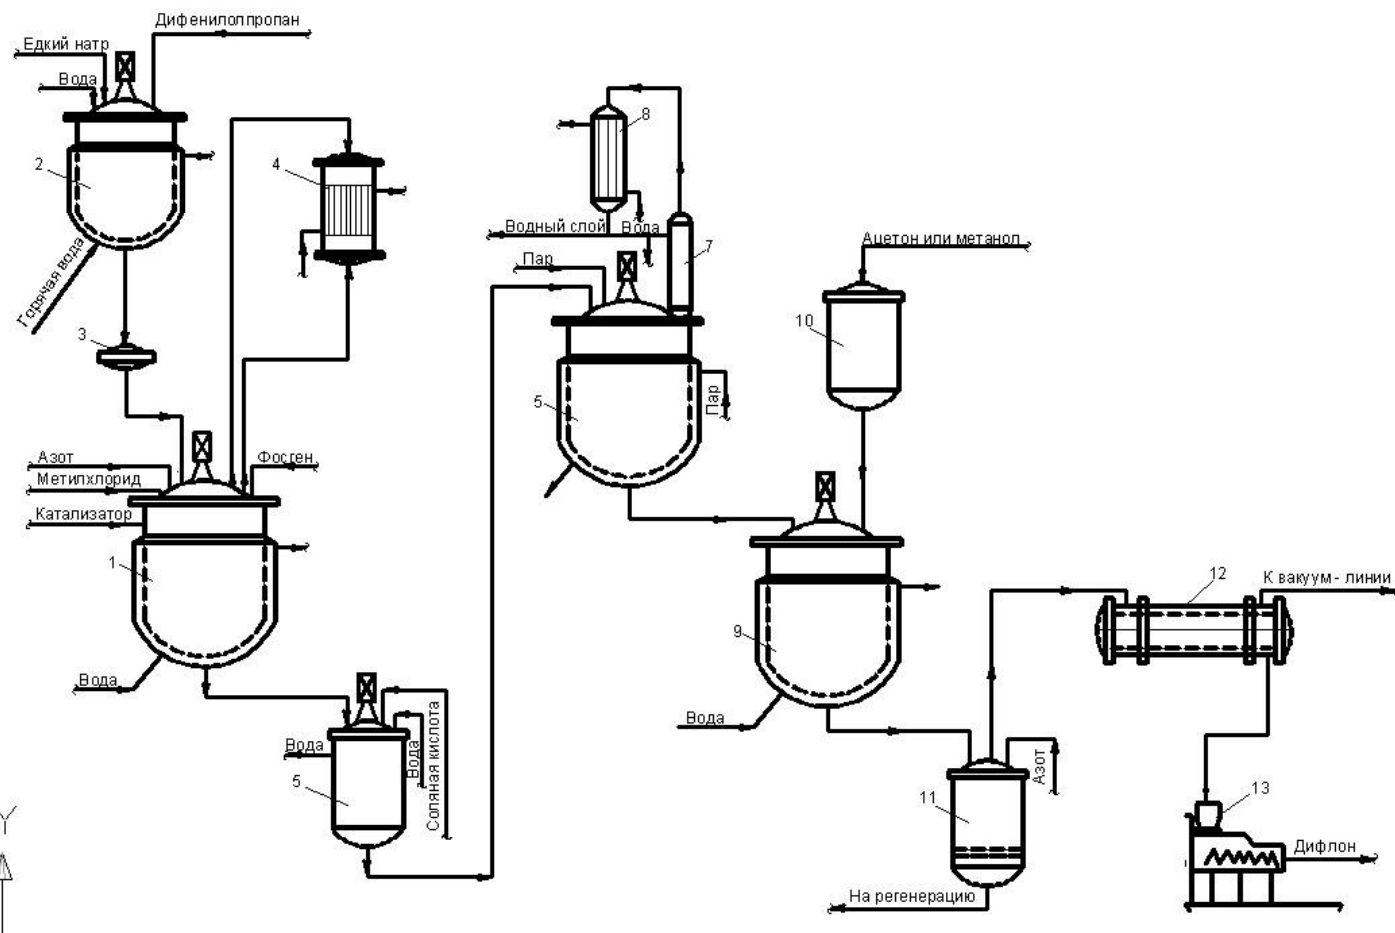 Дифенилолпропан
Едкий натр
Вода
2
Горячая вода
3
4
Азот
Метилхлорид
Катализатор
Фосген
1
Вода
Вода
5
Вода
Соляная кислота
8
Водный слой
Вода
7
Пар
5
Пар
Ацетон или метанол
10
9
Вода
11
Азот
На регенерацию
12
К вакуум - линии
13
Дифлон
Y